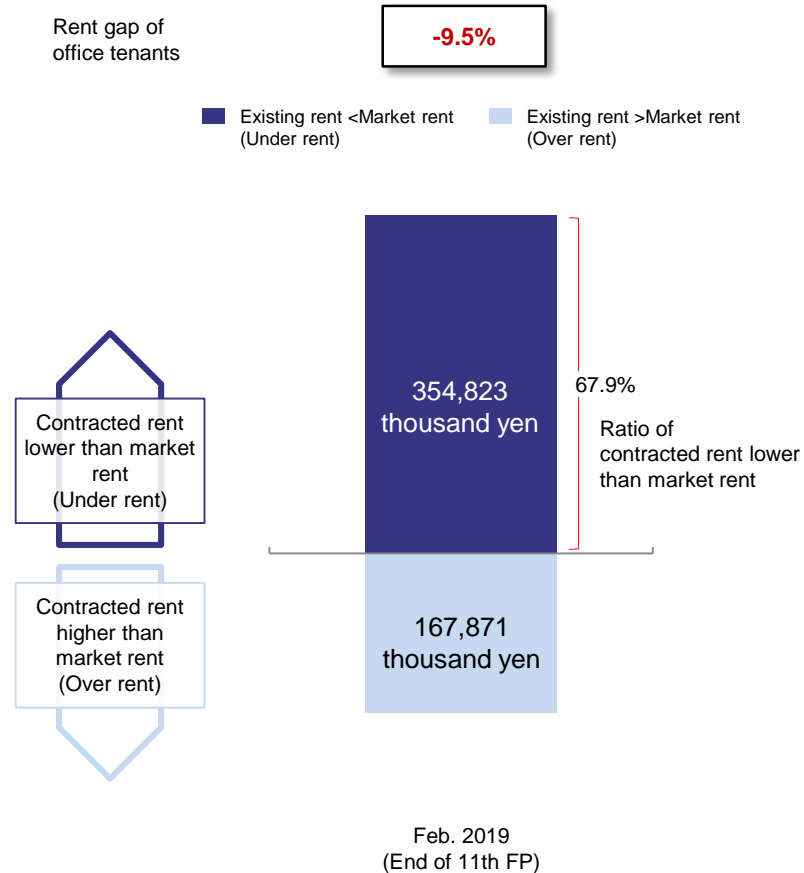 Rent gap of
office tenants
-9.5%
Existing rent <Market rent
(Under rent)
Existing rent >Market rent
(Over rent)
354,823
thousand yen
67.9%
Ratio of
contracted rent lower
than market rent
Contracted rent
lower than market
rent
(Under rent)
Contracted rent
higher than
market rent
(Over rent)
167,871
thousand yen
Feb. 2019
(End of 11th FP)